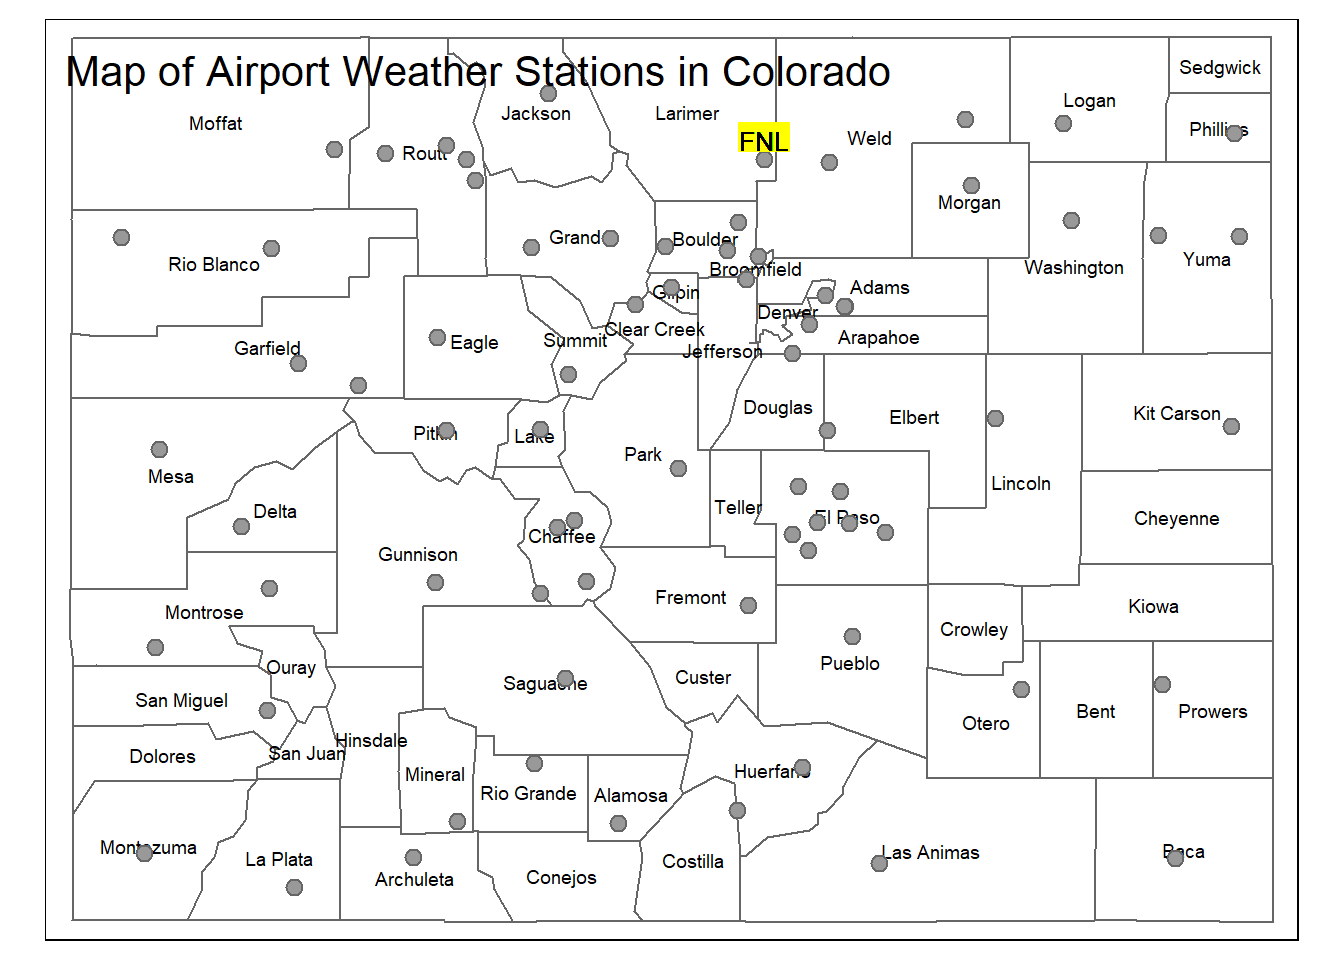 Map of Airport Weather Stations in Colorado
Sedgwick
Logan
Moffat
Jackson
Larimer
Phillips
Weld
FNL
Routt
Morgan
Grand
Boulder
Rio Blanco
Broomfield
Washington
Yuma
Gilpin
Adams
Denver
Clear Creek
Arapahoe
Garfield
Eagle
Summit
Jefferson
Douglas
Elbert
Kit Carson
Pitkin
Lake
Park
Mesa
Lincoln
Delta
Teller
El Paso
Cheyenne
Chaffee
Gunnison
Fremont
Kiowa
Montrose
Crowley
Ouray
Pueblo
Saguache
Custer
San Miguel
Otero
Bent
Prowers
Hinsdale
San Juan
Dolores
Mineral
Huerfano
Rio Grande
Alamosa
Montezuma
La Plata
Costilla
Las Animas
Baca
Archuleta
Conejos